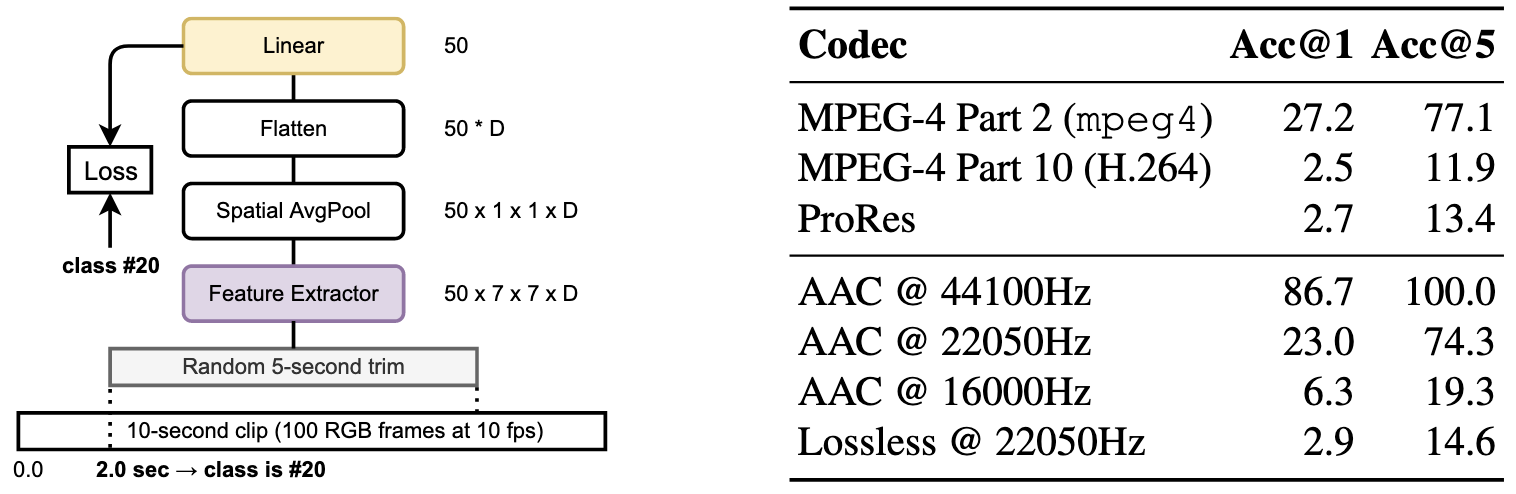 Linear 50
Flatten 50 * D
Loss
Spatial AvgPool 50 x 1 x 1 x D
class #20
Feature Extractor 50 x 7 x 7 x D
Random 5-second trim
10-second clip (100 RGB frames at 10 fps)
0.0 2.0 sec → class is #20
Codec Acc@1 Acc@5
MPEG-4 Part 2 (mpeg4) 27.2 77.1
MPEG-4 Part 10 (H.264) 2.5 11.9
ProRes 2.7 13.4
AAC @ 44100Hz 86.7 100.0
AAC @ 22050Hz 23.0 74.3
AAC @ 16000Hz 6.3 19.3
Lossless @ 22050Hz 2.9 14.6